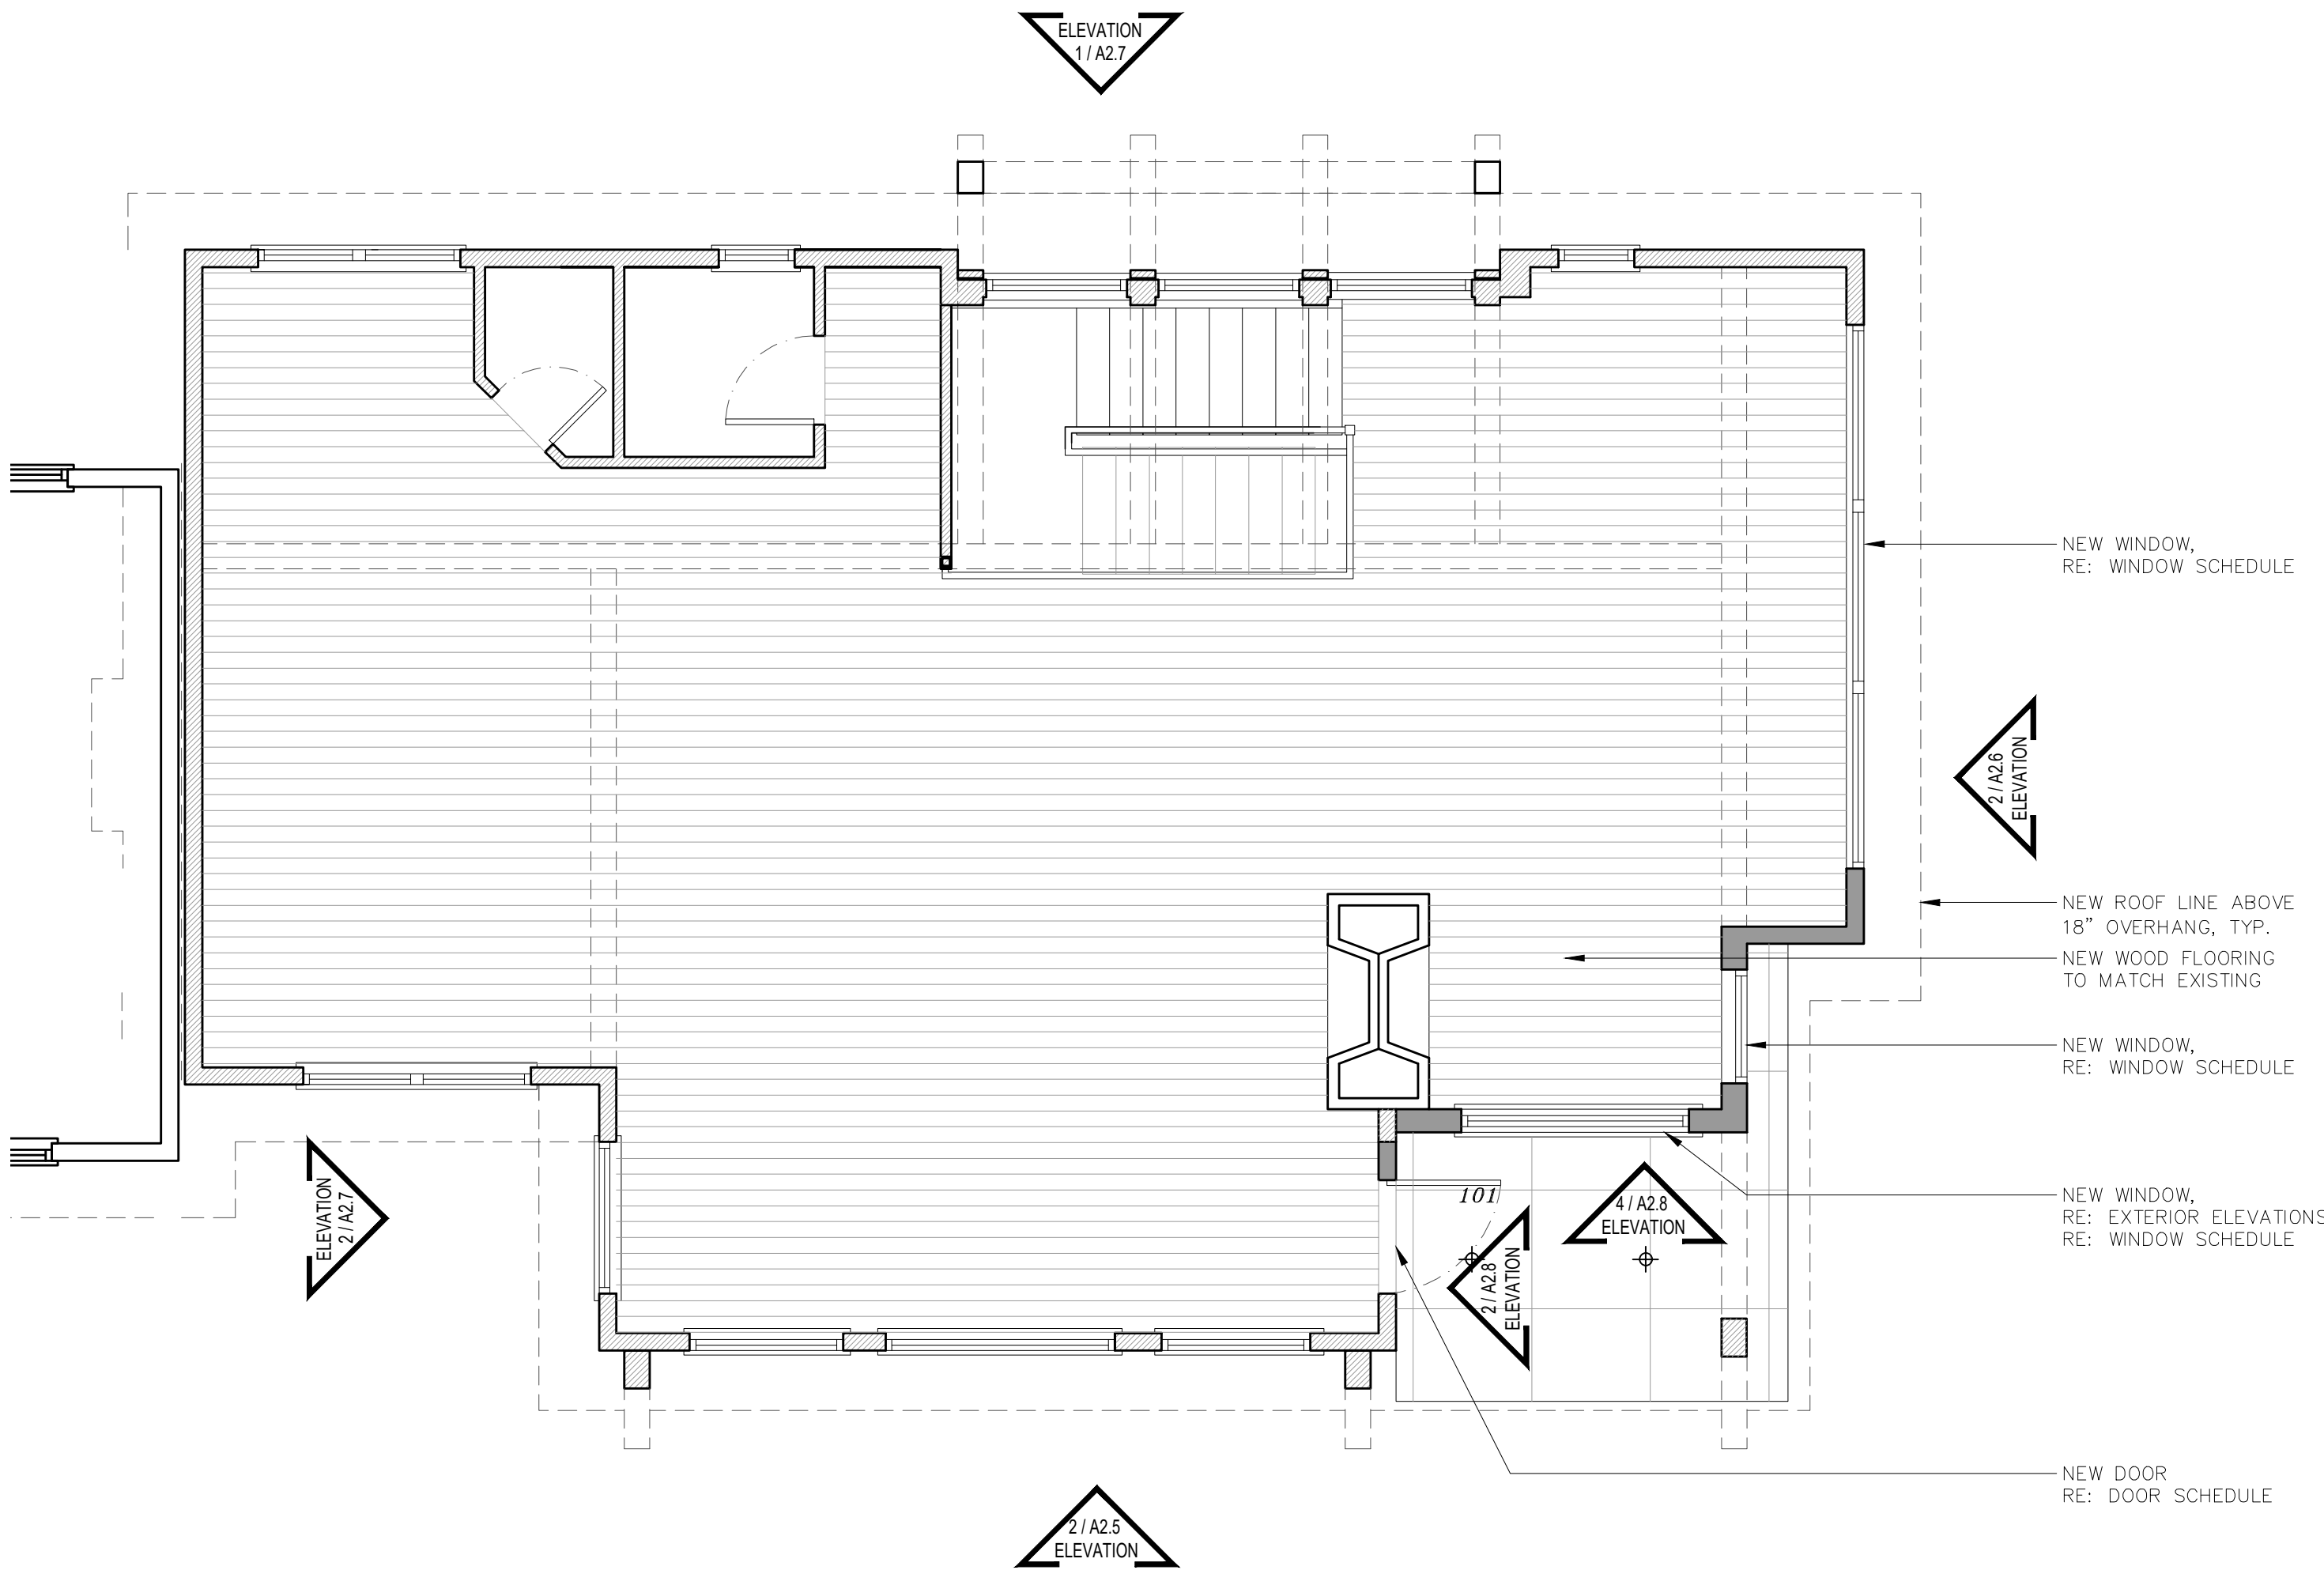 ELEVATION
1 / A2.7
NEW WINDOW,
RE: WINDOW SCHEDULE
2 / A2.6
ELEVATION
NEW ROOF LINE ABOVE
18" OVERHANG, TYP.
NEW WOOD FLOORING
TO MATCH EXISTING
NEW WINDOW,
RE: WINDOW SCHEDULE
ELEVATION
2 / A2.7
101
4 / A2.8
ELEVATION
2 / A2.8
ELEVATION
NEW WINDOW,
RE: EXTERIOR ELEVATIONS
RE: WINDOW SCHEDULE
NEW DOOR
RE: DOOR SCHEDULE
2 / A2.5
ELEVATION